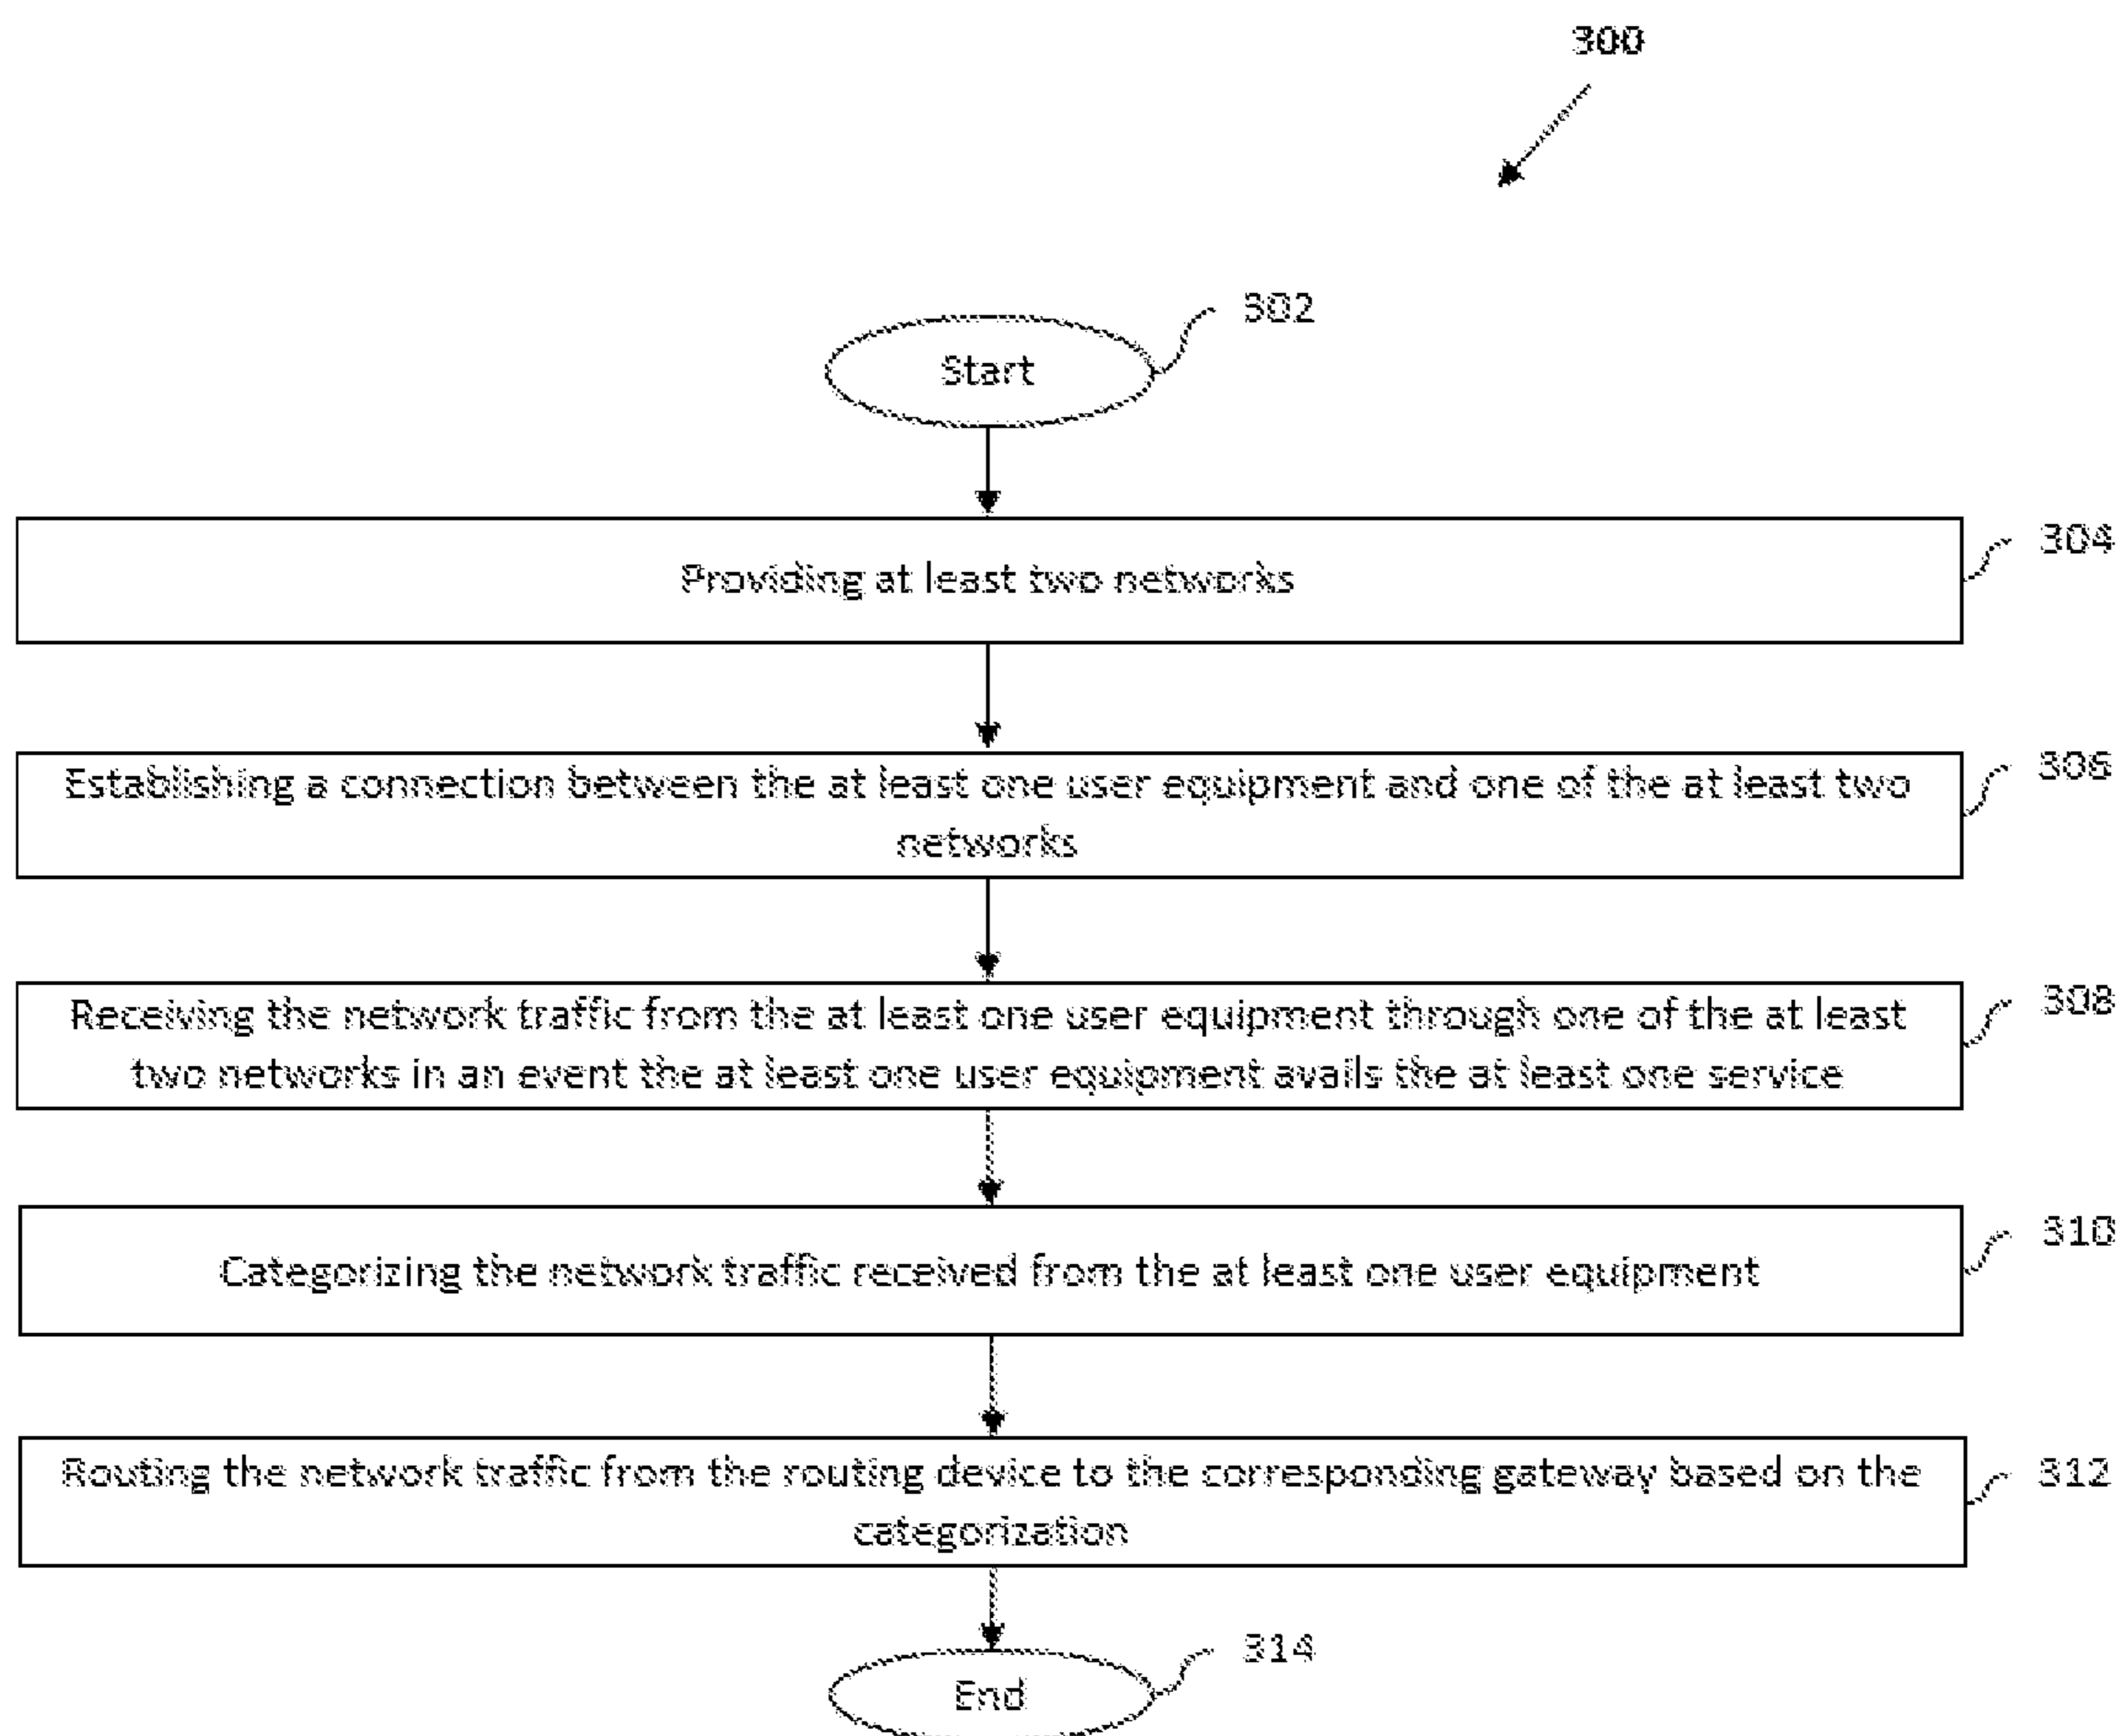 300
302
Start
304
Providing at least two networks
306
Establishing a connection between the at least one user equipment and one of the at least two
networks
308
Receiving the network traffic from the at least one user equipment through one of the at least
two networks in an event the at least one user equipment avails the at least one service
310
Categorizing the network traffic received from the at least one user equipment
312
Routing the network traffic from the routing device to the corresponding gateway based on the
categorization
314
End